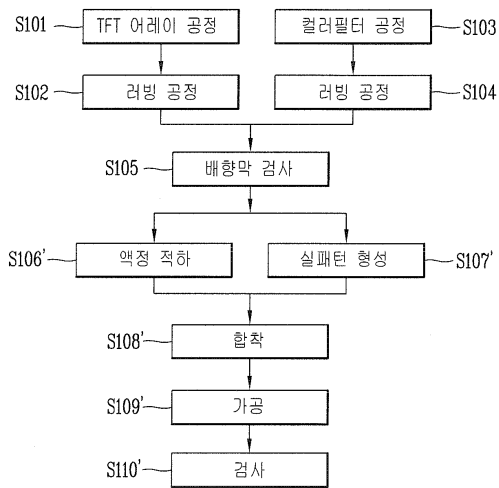 S101 TFT 어레이 공정 컬러필터 공정 S103
S102 러빙 공정 러빙 공정 S104
S105 배향막 검사
S106' 액정 적하 실패턴 형성 S107'
S108' 합착
S109' 가공
S110' 검사